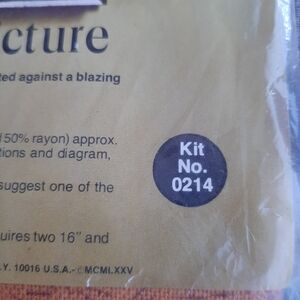 cture
ted against a blazing
50% rayon) approx.
tions and diagram,
Kit
No.
0214
suggest one of the
uires two 16" and
.Y. 10016 U.S.A.- © MCMLXXV